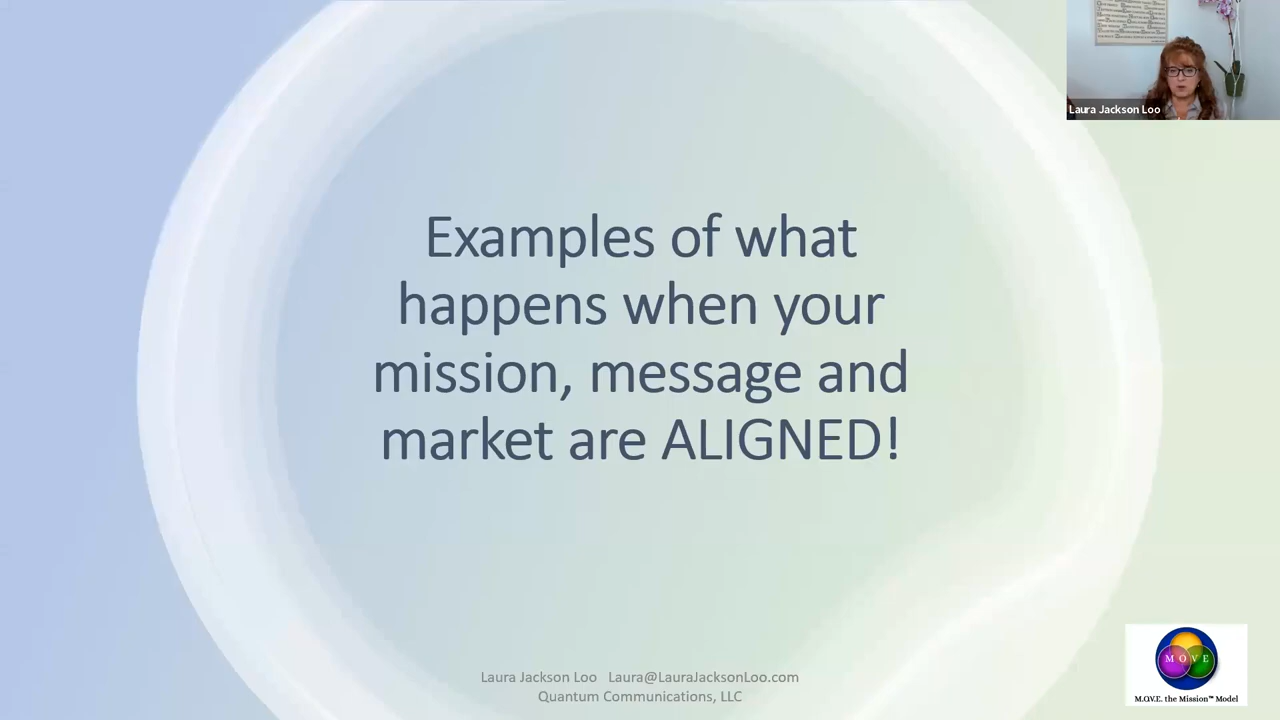 Laura Jackson Loo
Examples of what
happens when your
mission, message and
market are ALIGNED!
Laura Jackson Loo   Laura@LauraJacksonLoo.com
Quantum Communications, LLC
M O V E
M.O.V.E. the Mission™ Model